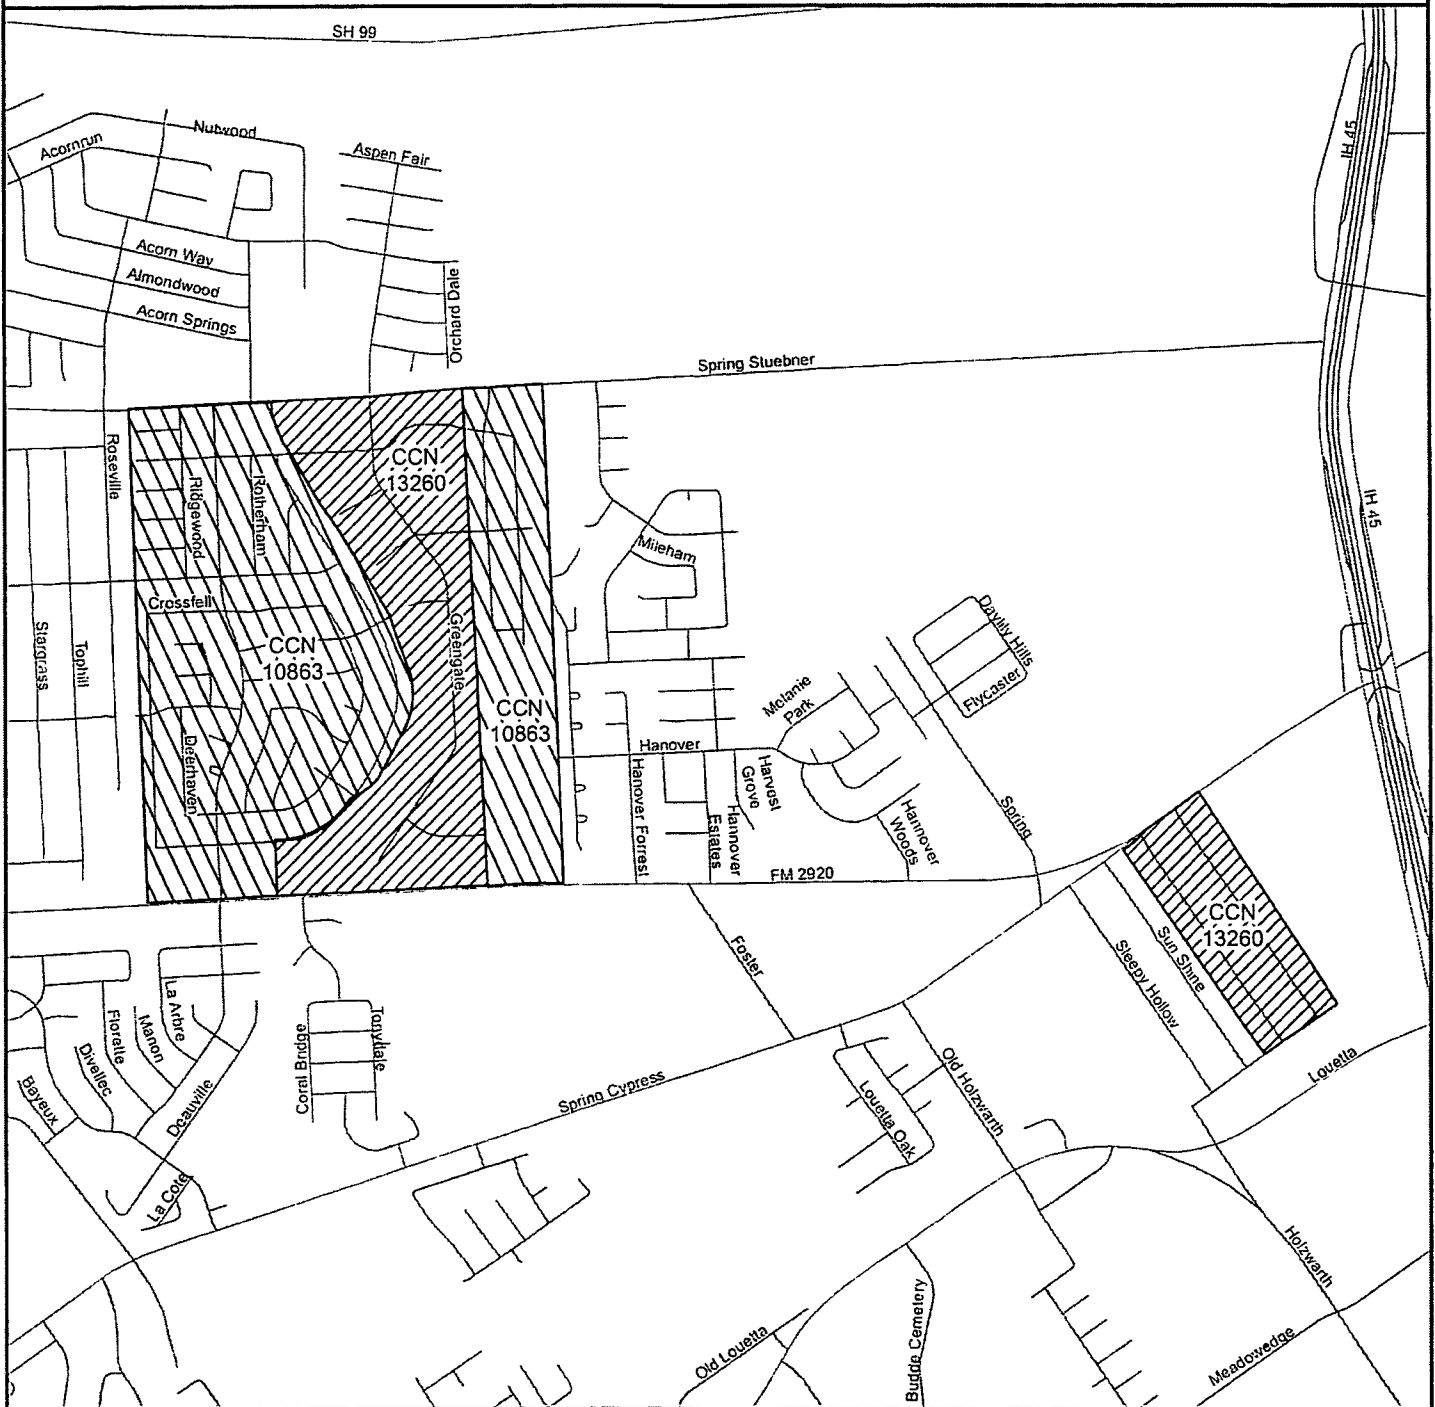 SH 99
IH 45
Nutwood
Acornrun
Aspen Fair
Acorn Way
Almondwood
Acorn Springs
Orchard Dale
Spring Stuebner
Roseville
Ridgewood
Rotherham
CCN
13260
IH 45
Mileham
Crossfell
Stargrass
Tophill
CCN
10863
Greengate
Daylily Hills
Flycaster
Melanie
Park
CCN
10863
Deerhaven
Hanover
Hanover Forrest
Harvest
Grove
Hannover
Estates
Hannover
Woods
Spring
FM 2920
CCN
13260
Foster
Sun Shine
Sleepy Hollow
La Arbre
Manon
Florette
Divellec
Bayeux
Deauville
La Cote
Coral Bridge
Tonydale
Spring Cypress
Old Holzwarth
Louetta Oak
Louetta
Holzwarth
Old Louetta
Budde Cemetery
Meadowedge